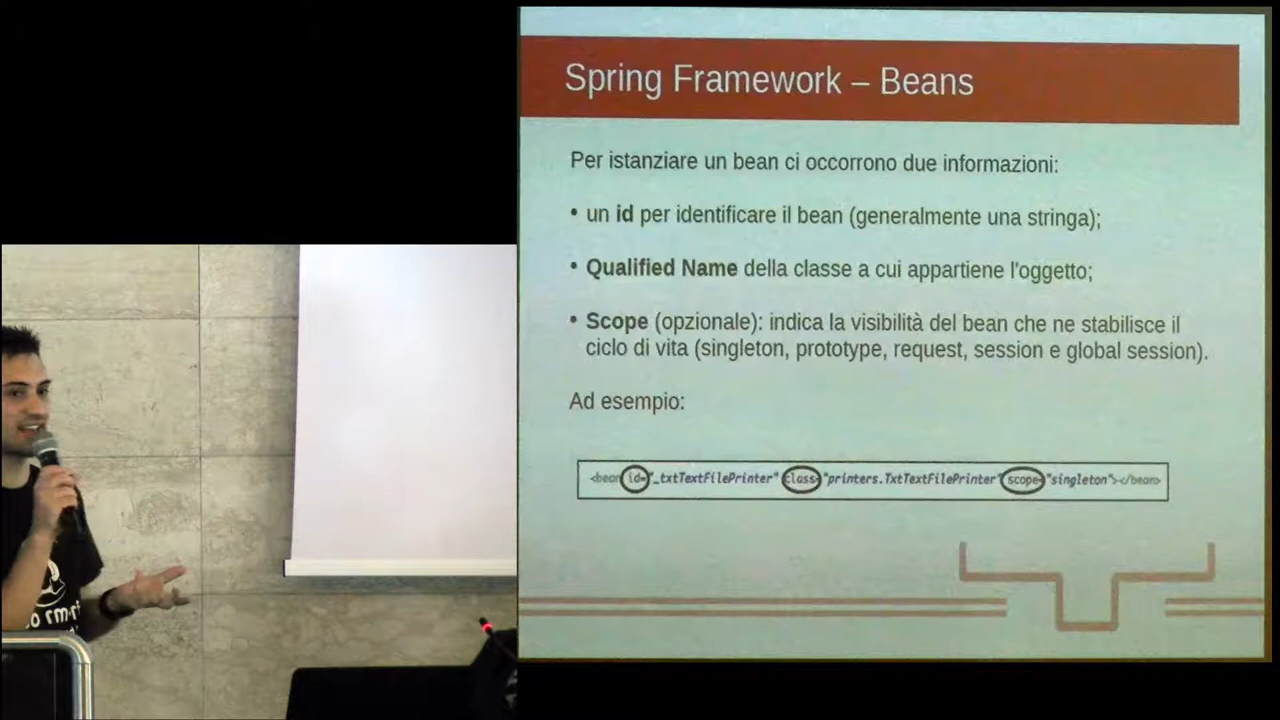 Spring Framework – Beans
Per istanziare un bean ci occorrono due informazioni:
• un id per identificare il bean (generalmente una stringa);
• Qualified Name della classe a cui appartiene l'oggetto;
• Scope (opzionale): indica la visibilità del bean che ne stabilisce il
ciclo di vita (singleton, prototype, request, session e global session).
Ad esempio:
<bean id="_txtTextFilePrinter" class="printers.TxtTextFilePrinter" scope="singleton"></bean>
rm-r